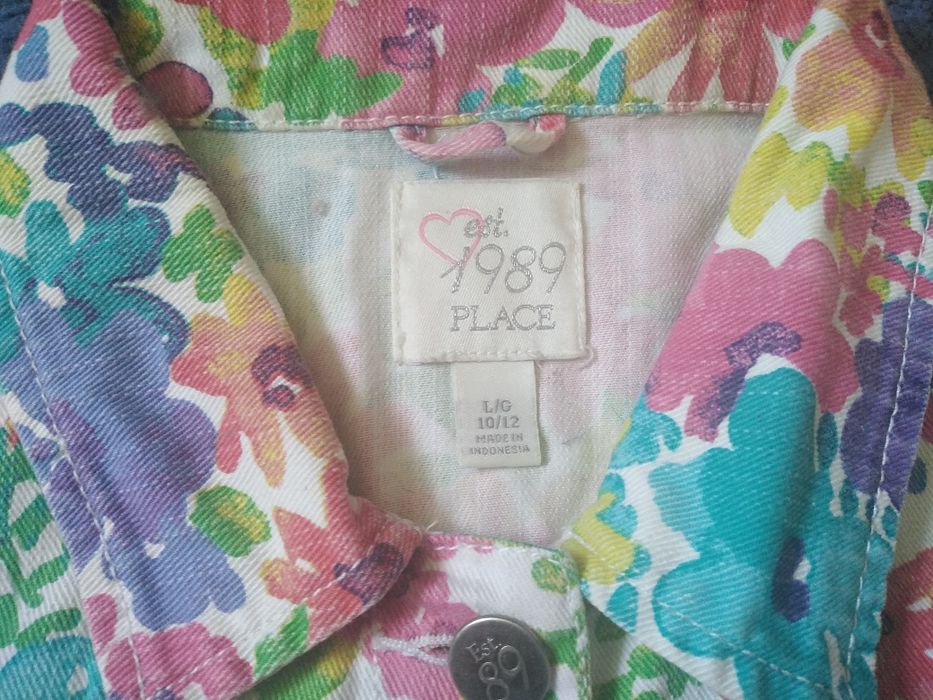 est.
1989
PLACE
L/G
10/12
MADE IN
INDONESIA
Est.
89